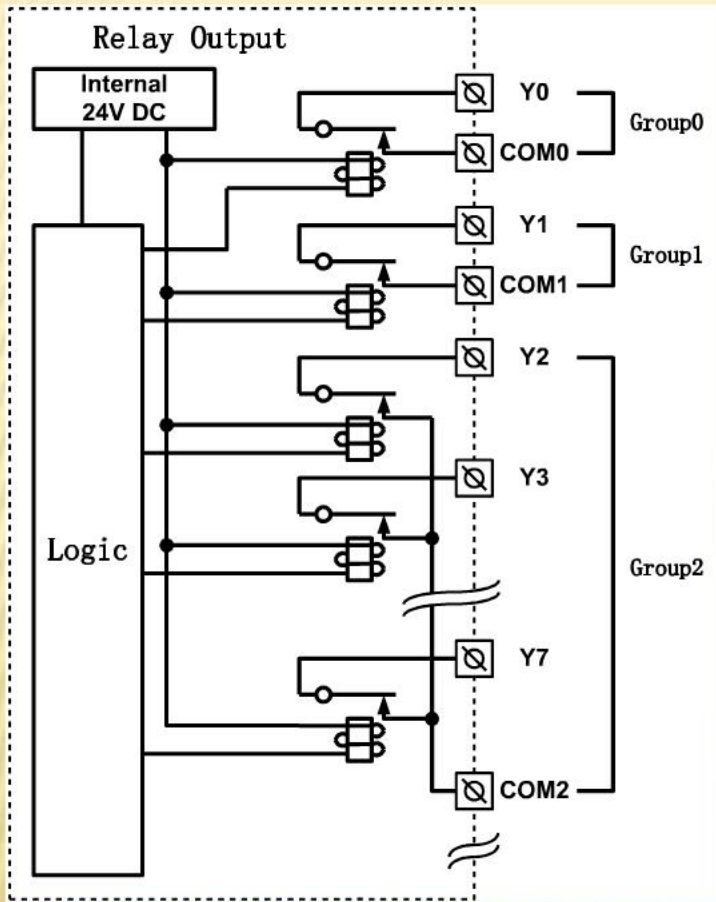 Relay Output
Internal
24V DC
Y0
Group0
COM0
Y1
Group1
COM1
Y2
Y3
Logic
Group2
Y7
COM2